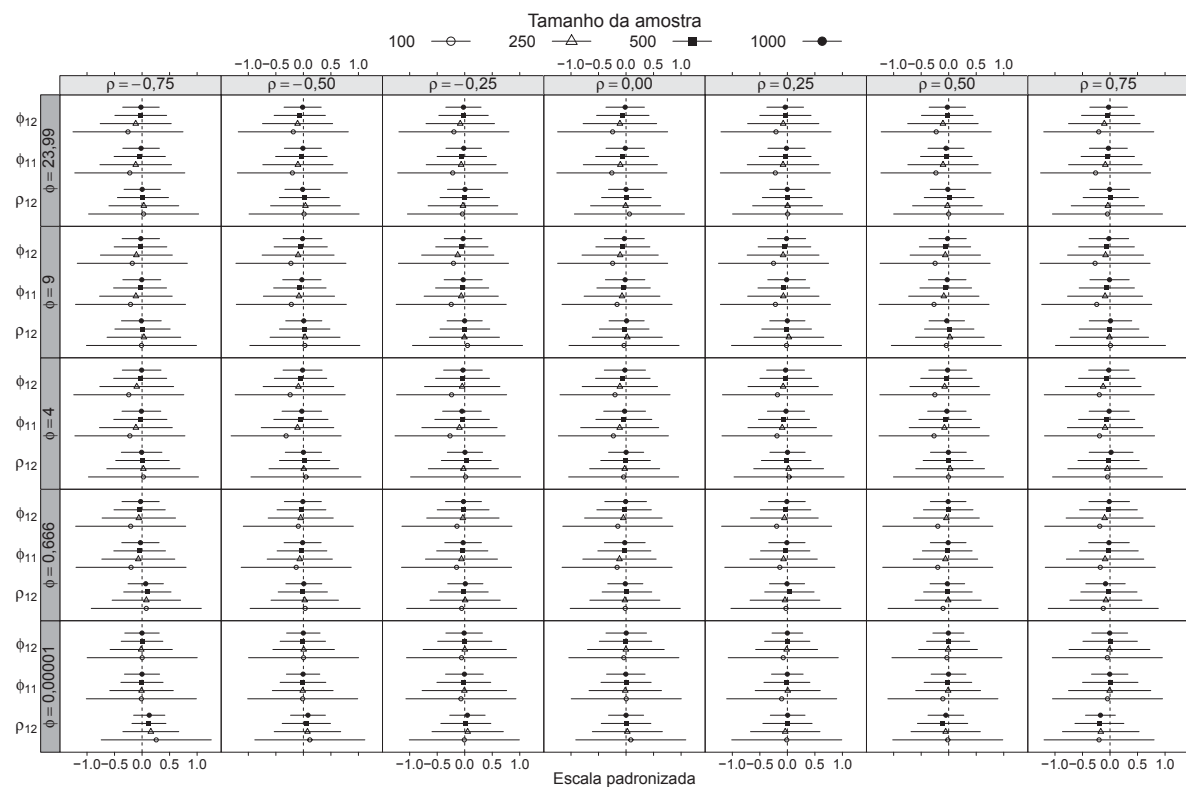 Tamanho da amostra
100 250 500 1000
−1.0−0.5 0.0 0.5 1.0 −1.0−0.5 0.0 0.5 1.0 −1.0−0.5 0.0 0.5 1.0
ρ = −0,75 ρ = −0,50 ρ = −0,25 ρ = 0,00 ρ = 0,25 ρ = 0,50 ρ = 0,75
ϕ = 23,99
ϕ12
ϕ11
ρ12
ϕ = 9
ϕ12
ϕ11
ρ12
ϕ = 4
ϕ12
ϕ11
ρ12
ϕ = 0,666
ϕ12
ϕ11
ρ12
ϕ = 0,00001
ϕ12
ϕ11
ρ12
−1.0−0.5 0.0 0.5 1.0 −1.0−0.5 0.0 0.5 1.0 −1.0−0.5 0.0 0.5 1.0 −1.0−0.5 0.0 0.5 1.0
Escala padronizada